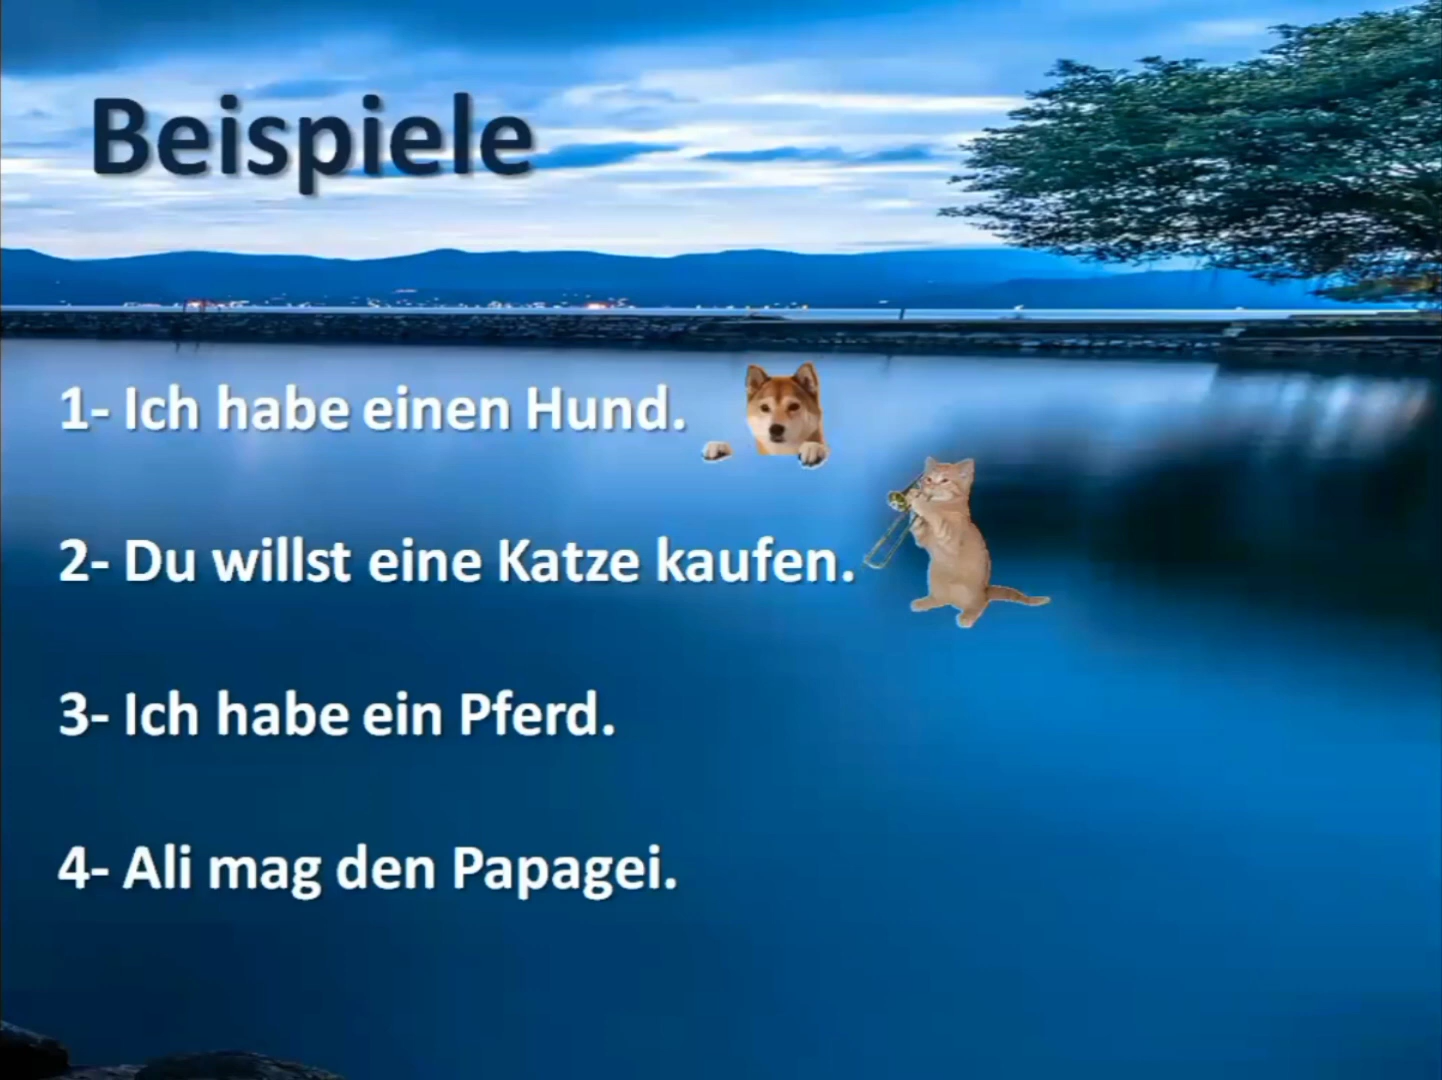 Beispiele
1- Ich habe einen Hund.
2- Du willst eine Katze kaufen.
3- Ich habe ein Pferd.
4- Ali mag den Papagei.